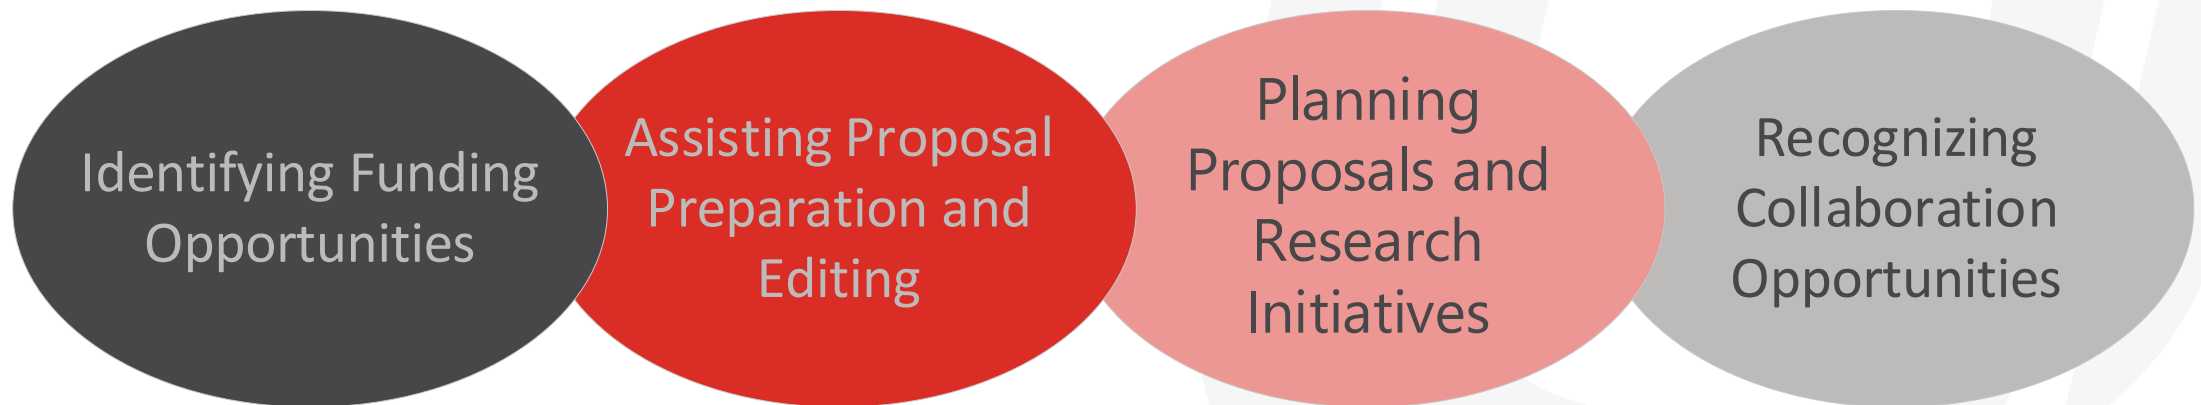 Identifying Funding
Opportunities
Assisting Proposal
Preparation and
Editing
Planning
Proposals and
Research
Initiatives
Recognizing
Collaboration
Opportunities